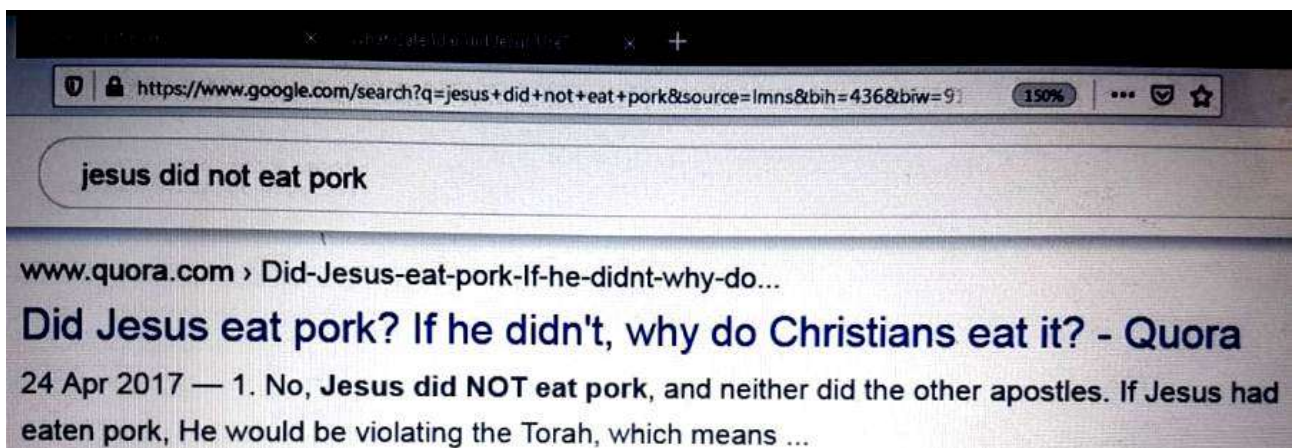 https://www.google.com/search?q=jesus+did+not+eat+pork&source=lmns&bih=436&biw=91 150%
jesus did not eat pork
www.quora.com › Did-Jesus-eat-pork-If-he-didnt-why-do...
Did Jesus eat pork? If he didn't, why do Christians eat it? - Quora
24 Apr 2017 — 1. No, Jesus did NOT eat pork, and neither did the other apostles. If Jesus had
eaten pork, He would be violating the Torah, which means ...